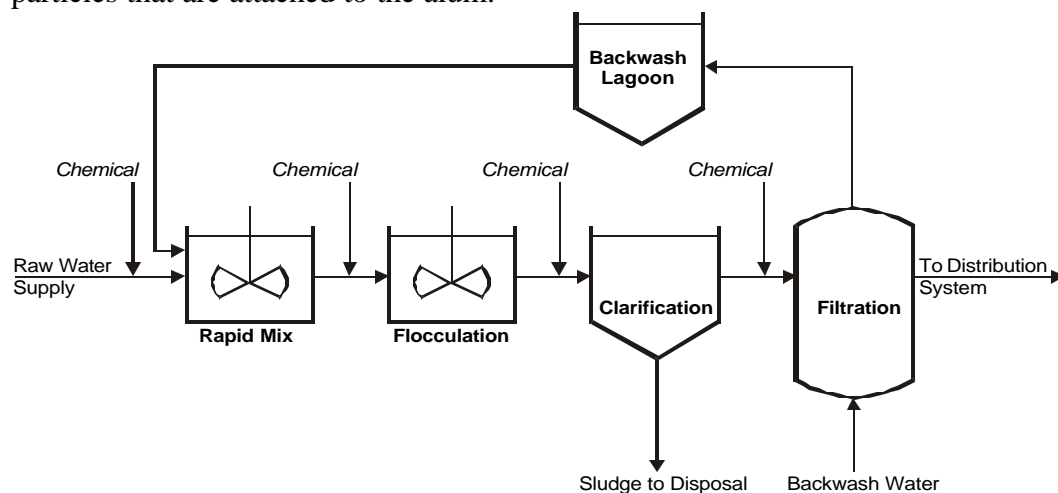 particles that are attached to the alum.
Backwash
Lagoon
Chemical
Chemical
Chemical
Chemical
Raw Water
Supply
To Distribution
System
Clarification
Filtration
Rapid Mix
Flocculation
Sludge to Disposal
Backwash Water